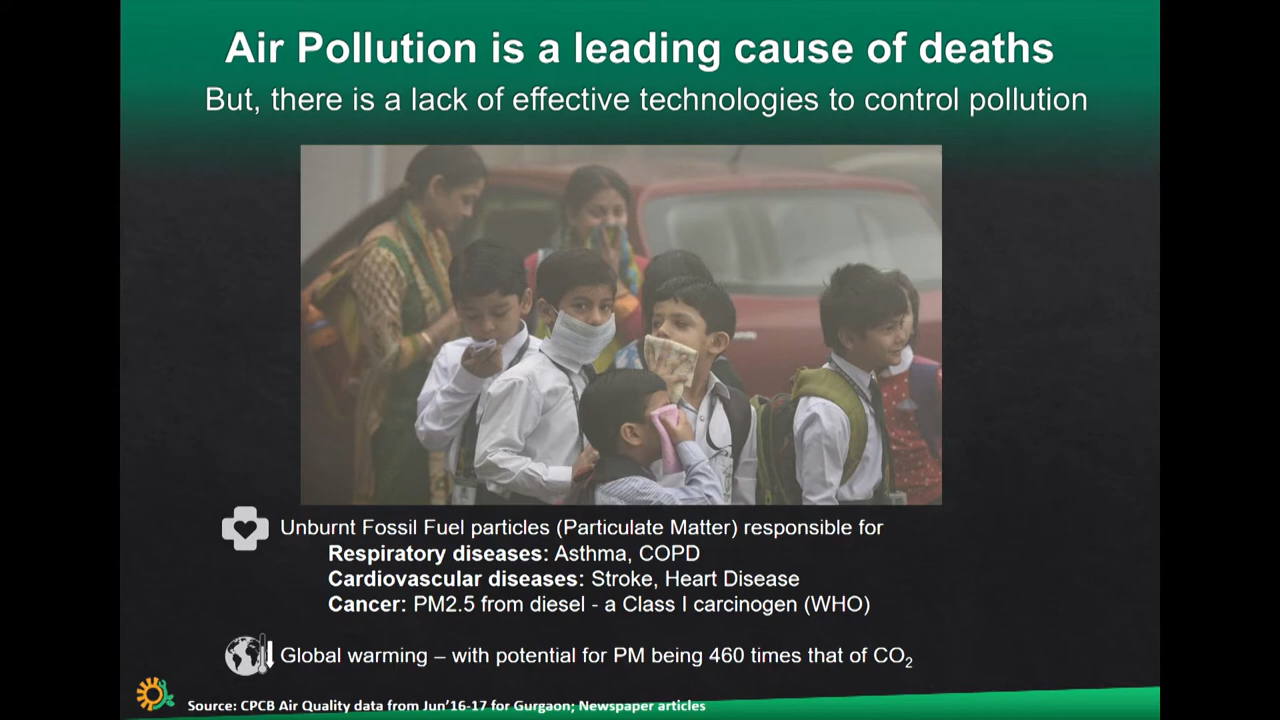 Air Pollution is a leading cause of deaths
But, there is a lack of effective technologies to control pollution
Unburnt Fossil Fuel particles (Particulate Matter) responsible for
Respiratory diseases: Asthma, COPD
Cardiovascular diseases: Stroke, Heart Disease
Cancer: PM2.5 from diesel - a Class I carcinogen (WHO)
Global warming – with potential for PM being 460 times that of CO₂
Source: CPCB Air Quality data from Jun'16-17 for Gurgaon; Newspaper articles